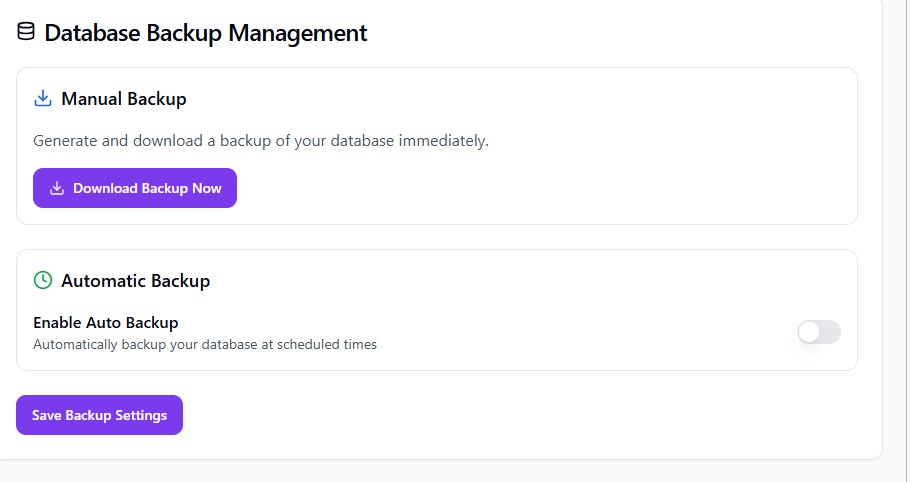 Database Backup Management
Manual Backup
Generate and download a backup of your database immediately.
Download Backup Now
Automatic Backup
Enable Auto Backup
Automatically backup your database at scheduled times
Save Backup Settings